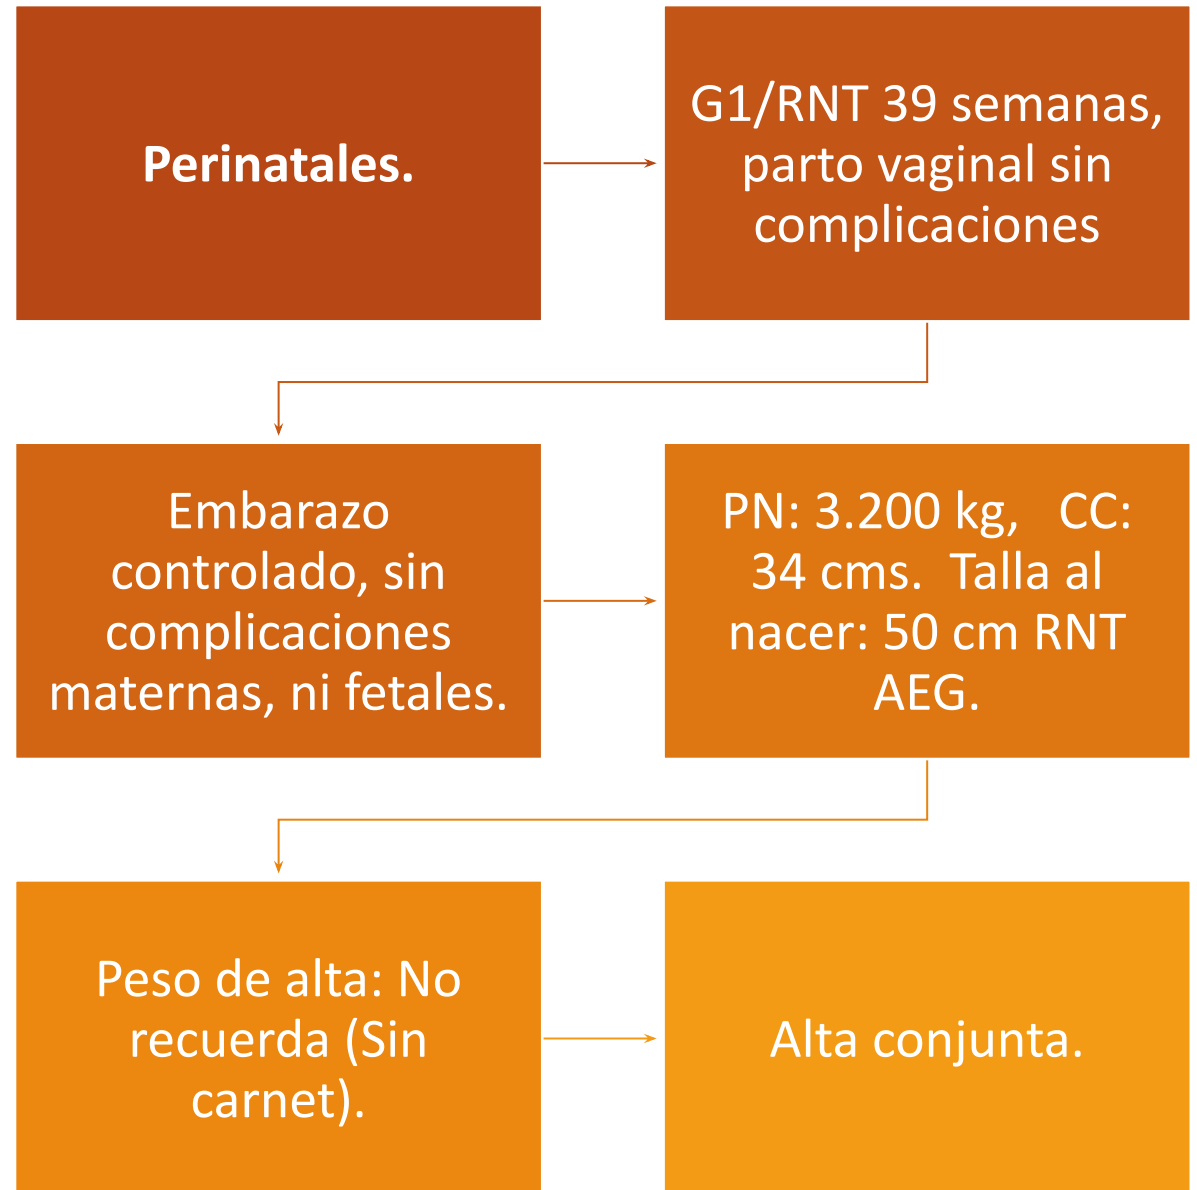 Perinatales.
G1/RNT 39 semanas,
parto vaginal sin
complicaciones
Embarazo
controlado, sin
complicaciones
maternas, ni fetales.
PN: 3.200 kg,   CC:
34 cms.  Talla al
nacer: 50 cm RNT
AEG.
Peso de alta: No
recuerda (Sin
carnet).
Alta conjunta.